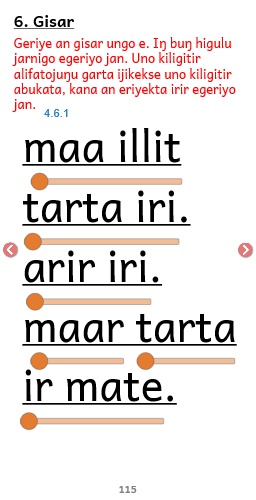 6. Gisar
Geriye an gisar ungo e. Iŋ buŋ higulu
jarnigo egeriyo jan. Uno kiligitir
alifatojuŋu garta ijikekse uno kiligitir
abukata, kana an eriyekta irir egeriyo
jan.
4.6.1
maa illit
tarta iri.
arir iri.
maar tarta
ir mate.
115